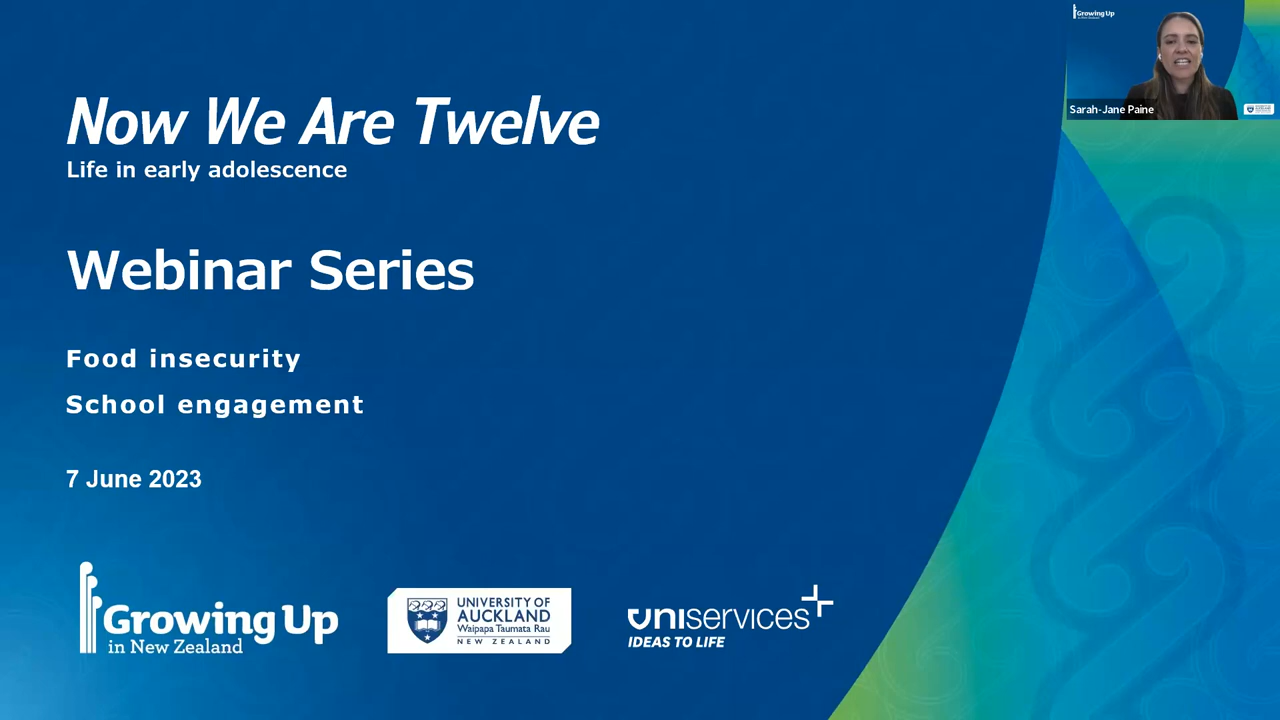 Now We Are Twelve
Life in early adolescence
Webinar Series
Food insecurity
School engagement
7 June 2023
Growing Up
in New Zealand
UNIVERSITY OF
AUCKLAND
Waipapa Taumata Rau
NEW ZEALAND
UNISERVICES
IDEAS TO LIFE
Growing Up
Sarah-Jane Paine